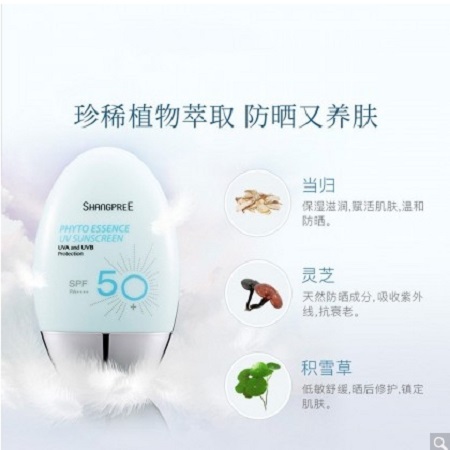 珍稀植物萃取 防晒又养肤
SHANGPREE
PHYTO ESSENCE
UV SUNSCREEN
UVA and UVB
Protection
SPF 50+
当归
保湿滋润,赋活肌肤,温和
防晒。
灵芝
天然防晒成分,吸收紫外
线,抗衰老。
积雪草
低敏舒缓,晒后修护,镇定
肌肤。